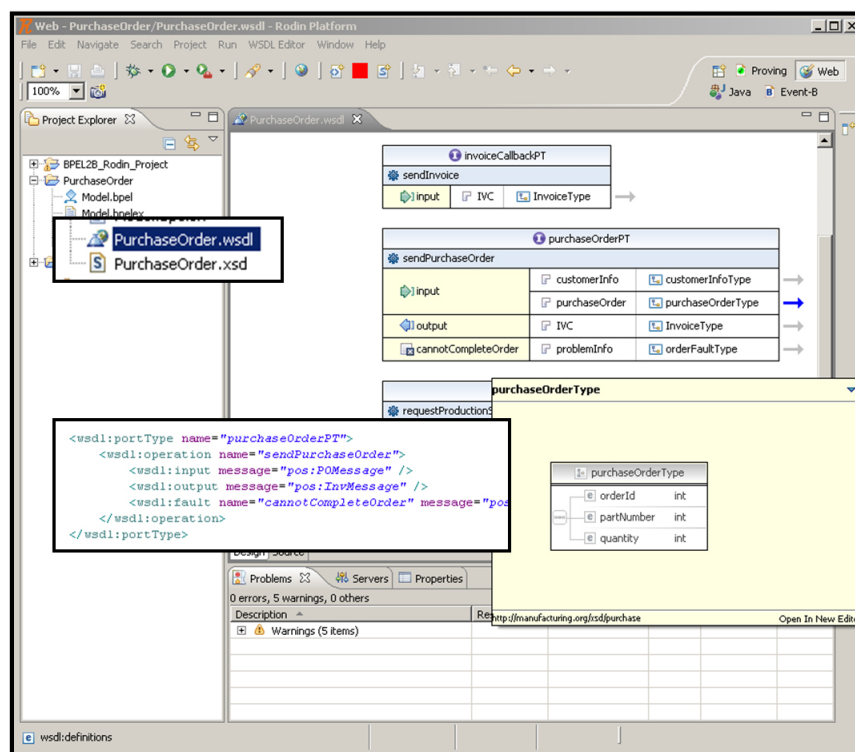 Web - PurchaseOrder/PurchaseOrder.wsdl - Rodin Platform
File Edit Navigate Search Project Run WSDL Editor Window Help
Proving Web
100%
Java Event-B
Project Explorer
PurchaseOrder.wsdl
BPEL2B_Rodin_Project
PurchaseOrder
Model.bpel
PurchaseOrder.wsdl
PurchaseOrder.xsd
invoiceCallbackPT
sendInvoice
input IVC InvoiceType
purchaseOrderPT
sendPurchaseOrder
input
customerInfo customerInfoType
purchaseOrder purchaseOrderType
output IVC InvoiceType
cannotCompleteOrder problemInfo orderFaultType
purchaseOrderType
purchaseOrderType
orderId int
partNumber int
quantity int
http://manufacturing.org/xsd/purchase Open In New
<wsdl:portType name="purchaseOrderPT">
<wsdl:operation name="sendPurchaseOrder">
<wsdl:input message="pos:POMessage" />
<wsdl:output message="pos:InvMessage" />
<wsdl:fault name="cannotCompleteOrder" message="pos
</wsdl:operation>
</wsdl:portType>
Problems Servers Properties
0 errors, 5 warnings, 0 others
Description
Warnings (5 items)
wsdl:definitions